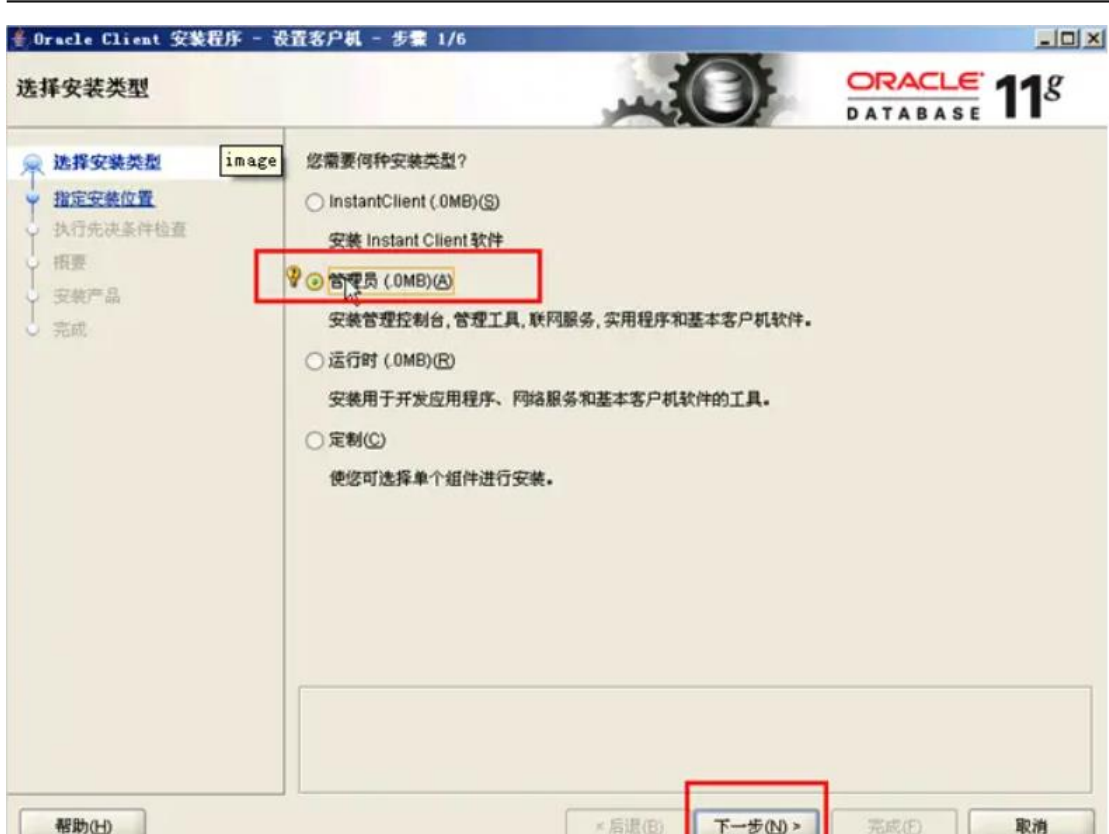 Oracle Client 安装程序 - 设置客户机 - 步骤 1/6
选择安装类型
ORACLE
DATABASE
11g
选择安装类型
image
指定安装位置
执行先决条件检查
概要
安装产品
完成
您需要何种安装类型?
InstantClient (.0MB)(S)
安装 Instant Client 软件
管理员 (.0MB)(A)
安装管理控制台, 管理工具, 联网服务, 实用程序和基本客户机软件。
运行时 (.0MB)(R)
安装用于开发应用程序、网络服务和基本客户机软件的工具。
定制(C)
使您可选择单个组件进行安装。
帮助(H)
< 后退(B)
下一步(N) >
完成(F)
取消